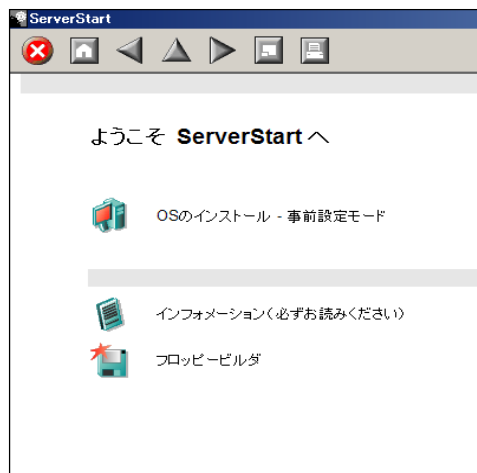 ServerStart
ようこそ ServerStart へ
OSのインストール - 事前設定モード
インフォメーション(必ずお読みください)
フロッピービルダ